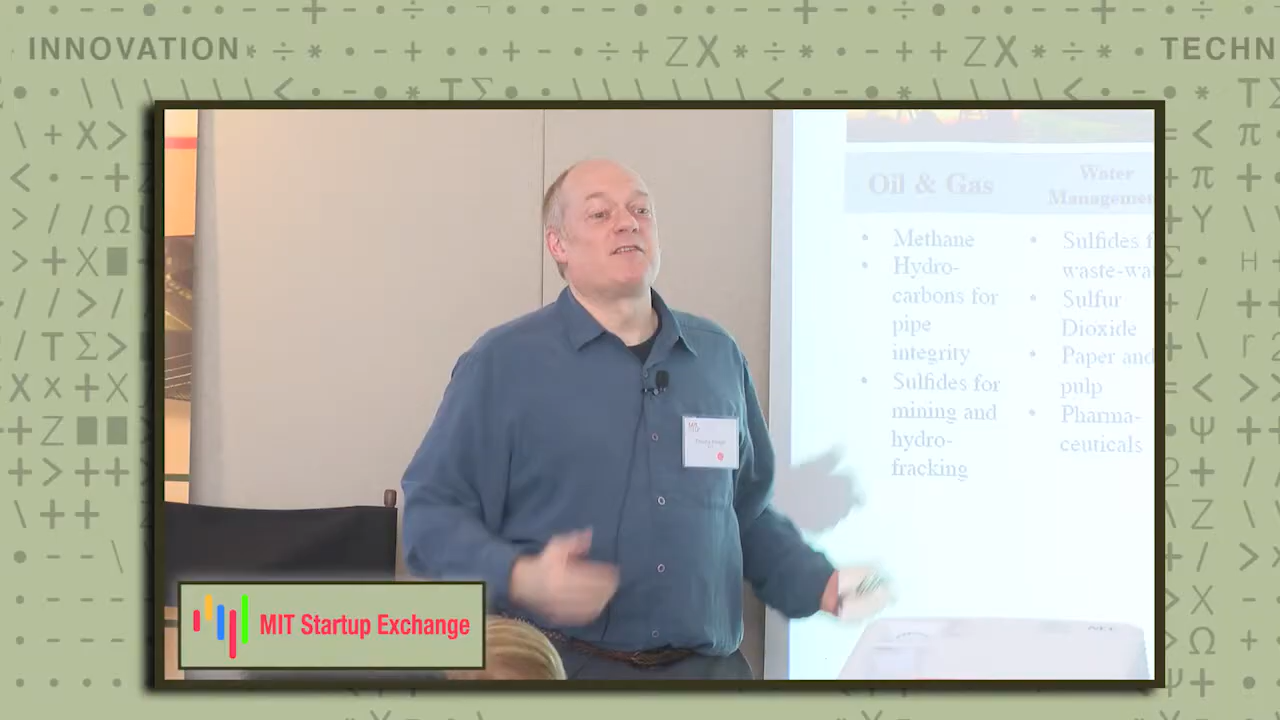 INNOVATION
TECHN
Oil & Gas
Water
Managemen
• Methane
• Hydro-
carbons for
pipe
integrity
• Sulfides for
mining and
hydro-
fracking
• Sulfides f
waste-wa
• Sulfur
Dioxide
• Paper and
pulp
• Pharma-
ceuticals
MIT Startup Exchange
NEC